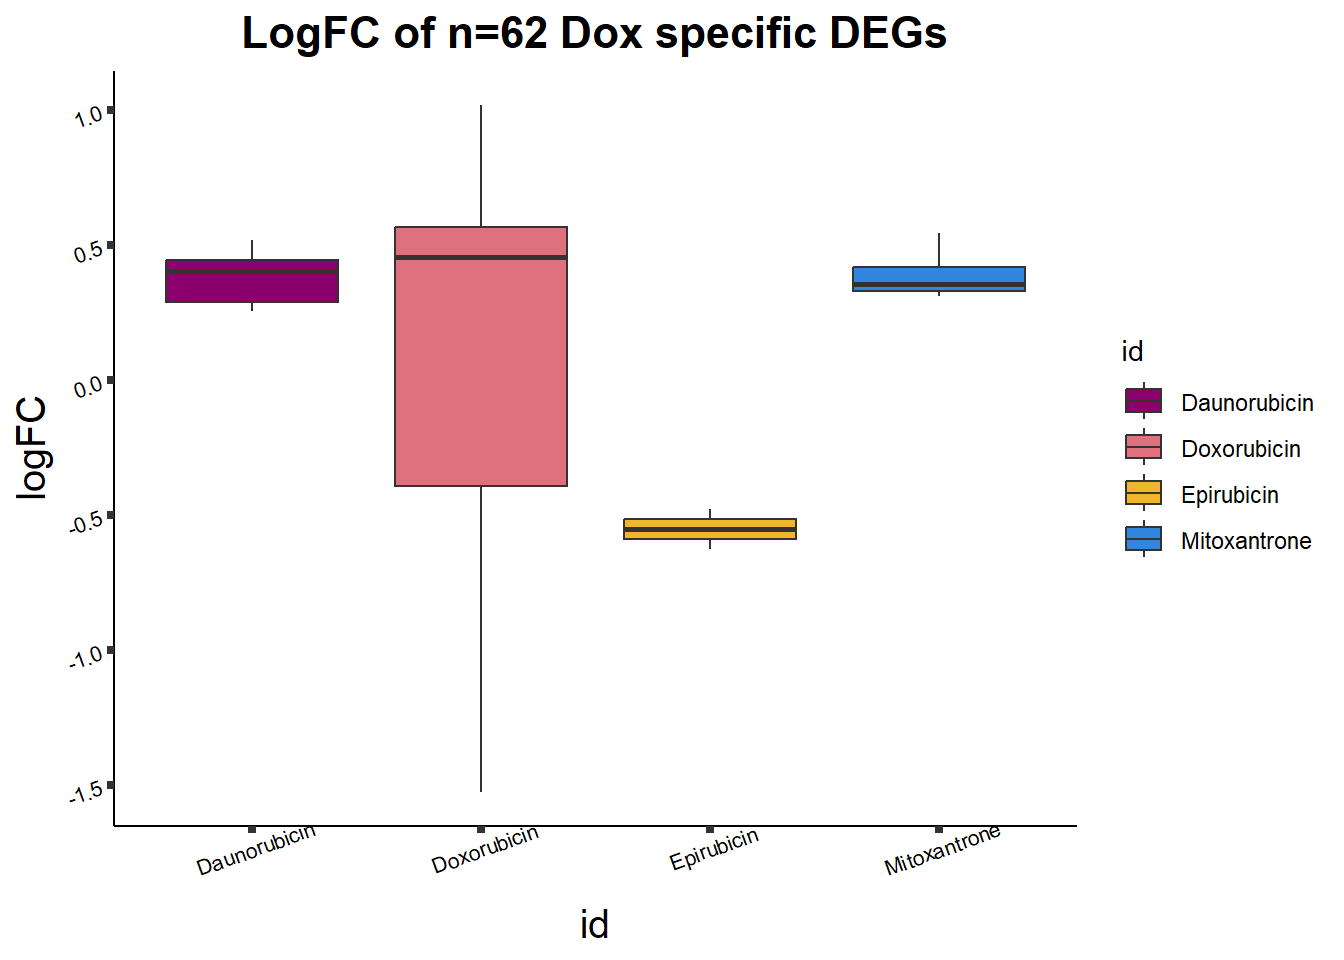 LogFC of n=62 Dox specific DEGs
logFC
1.0
0.5
0.0
-0.5
-1.0
-1.5
Daunorubicin
Doxorubicin
Epirubicin
Mitoxantrone
id
id
Daunorubicin
Doxorubicin
Epirubicin
Mitoxantrone